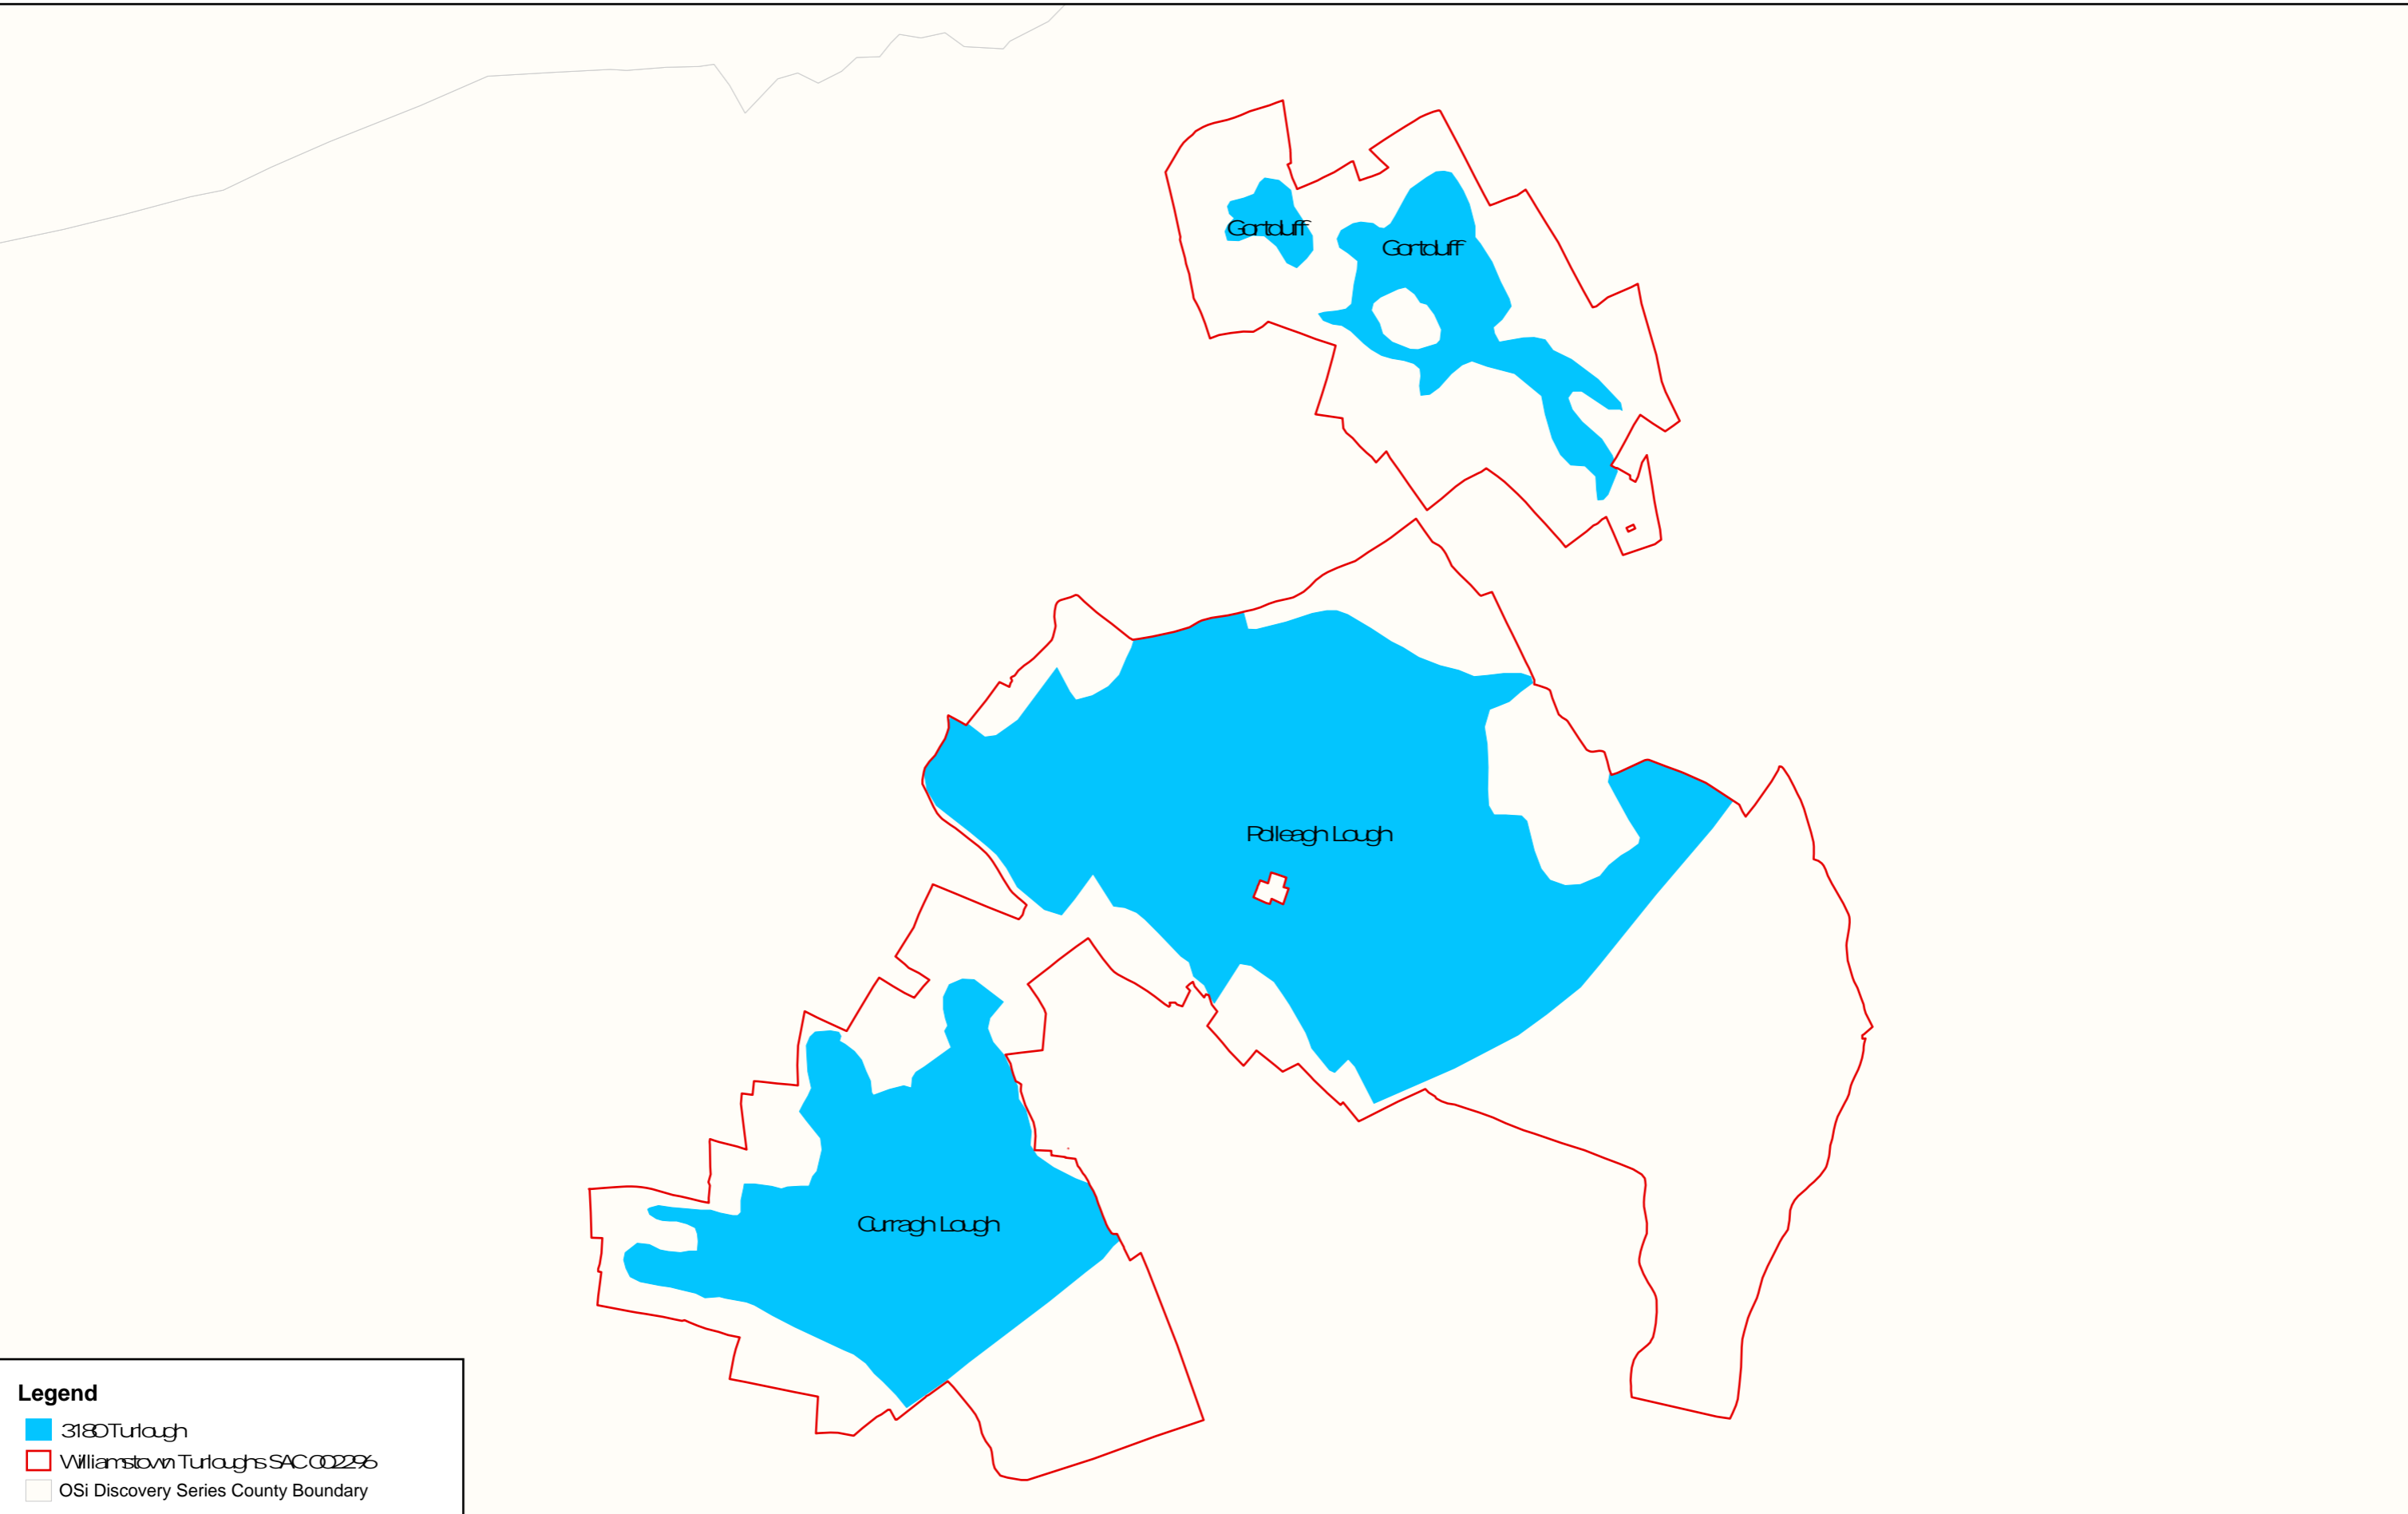 Gortduff
Gortduff
Polleagh Lough
Curragh Lough
Legend
3180 Turlough
Williamstown Turloughs SAC 002296
OSi Discovery Series County Boundary